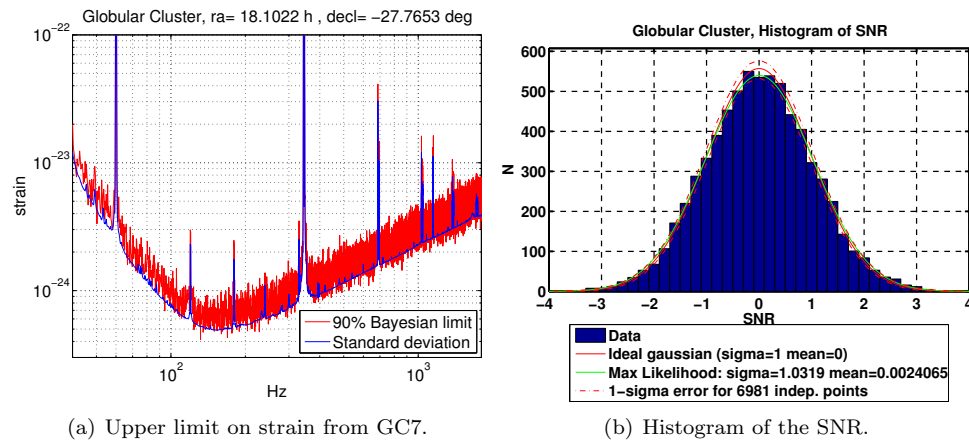 Globular Cluster, ra= 18.1022 h , decl= −27.7653 deg
10^-22
10^-23
10^-24
strain
10^2
10^3
Hz
90% Bayesian limit
Standard deviation
(a) Upper limit on strain from GC7.
Globular Cluster, Histogram of SNR
600
500
400
300
200
100
0
N
−4 −3 −2 −1 0 1 2 3 4
SNR
Data
Ideal gaussian (sigma=1 mean=0)
Max Likelihood: sigma=1.0319 mean=0.0024065
1-sigma error for 6981 indep. points
(b) Histogram of the SNR.